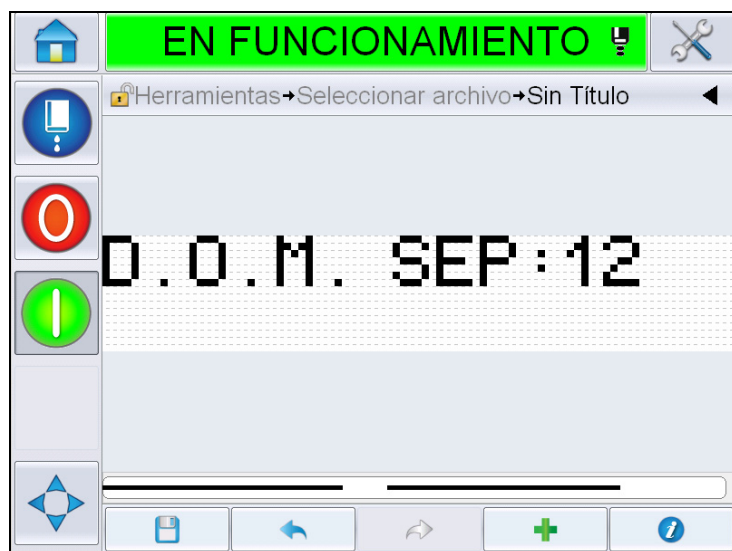 EN FUNCIONAMIENTO
Herramientas→Seleccionar archivo→Sin Título
D.O.M. SEP:12